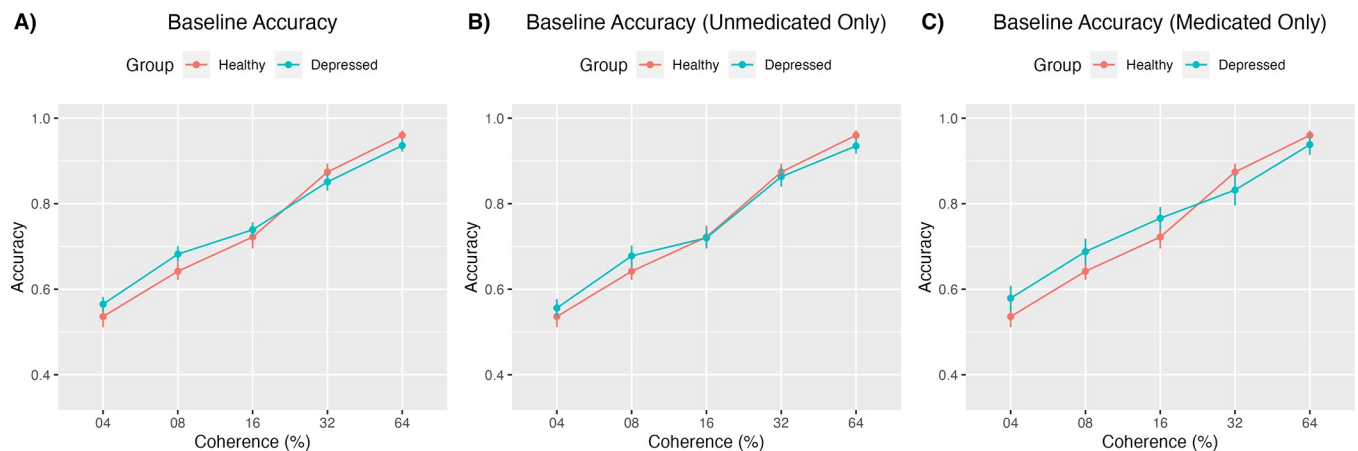 A) Baseline Accuracy
Group Healthy Depressed
1.0
0.8
0.6
0.4
Accuracy
04 08 16 32 64
Coherence (%)
B) Baseline Accuracy (Unmedicated Only)
Group Healthy Depressed
1.0
0.8
0.6
0.4
Accuracy
04 08 16 32 64
Coherence (%)
C) Baseline Accuracy (Medicated Only)
Group Healthy Depressed
1.0
0.8
0.6
0.4
Accuracy
04 08 16 32 64
Coherence (%)